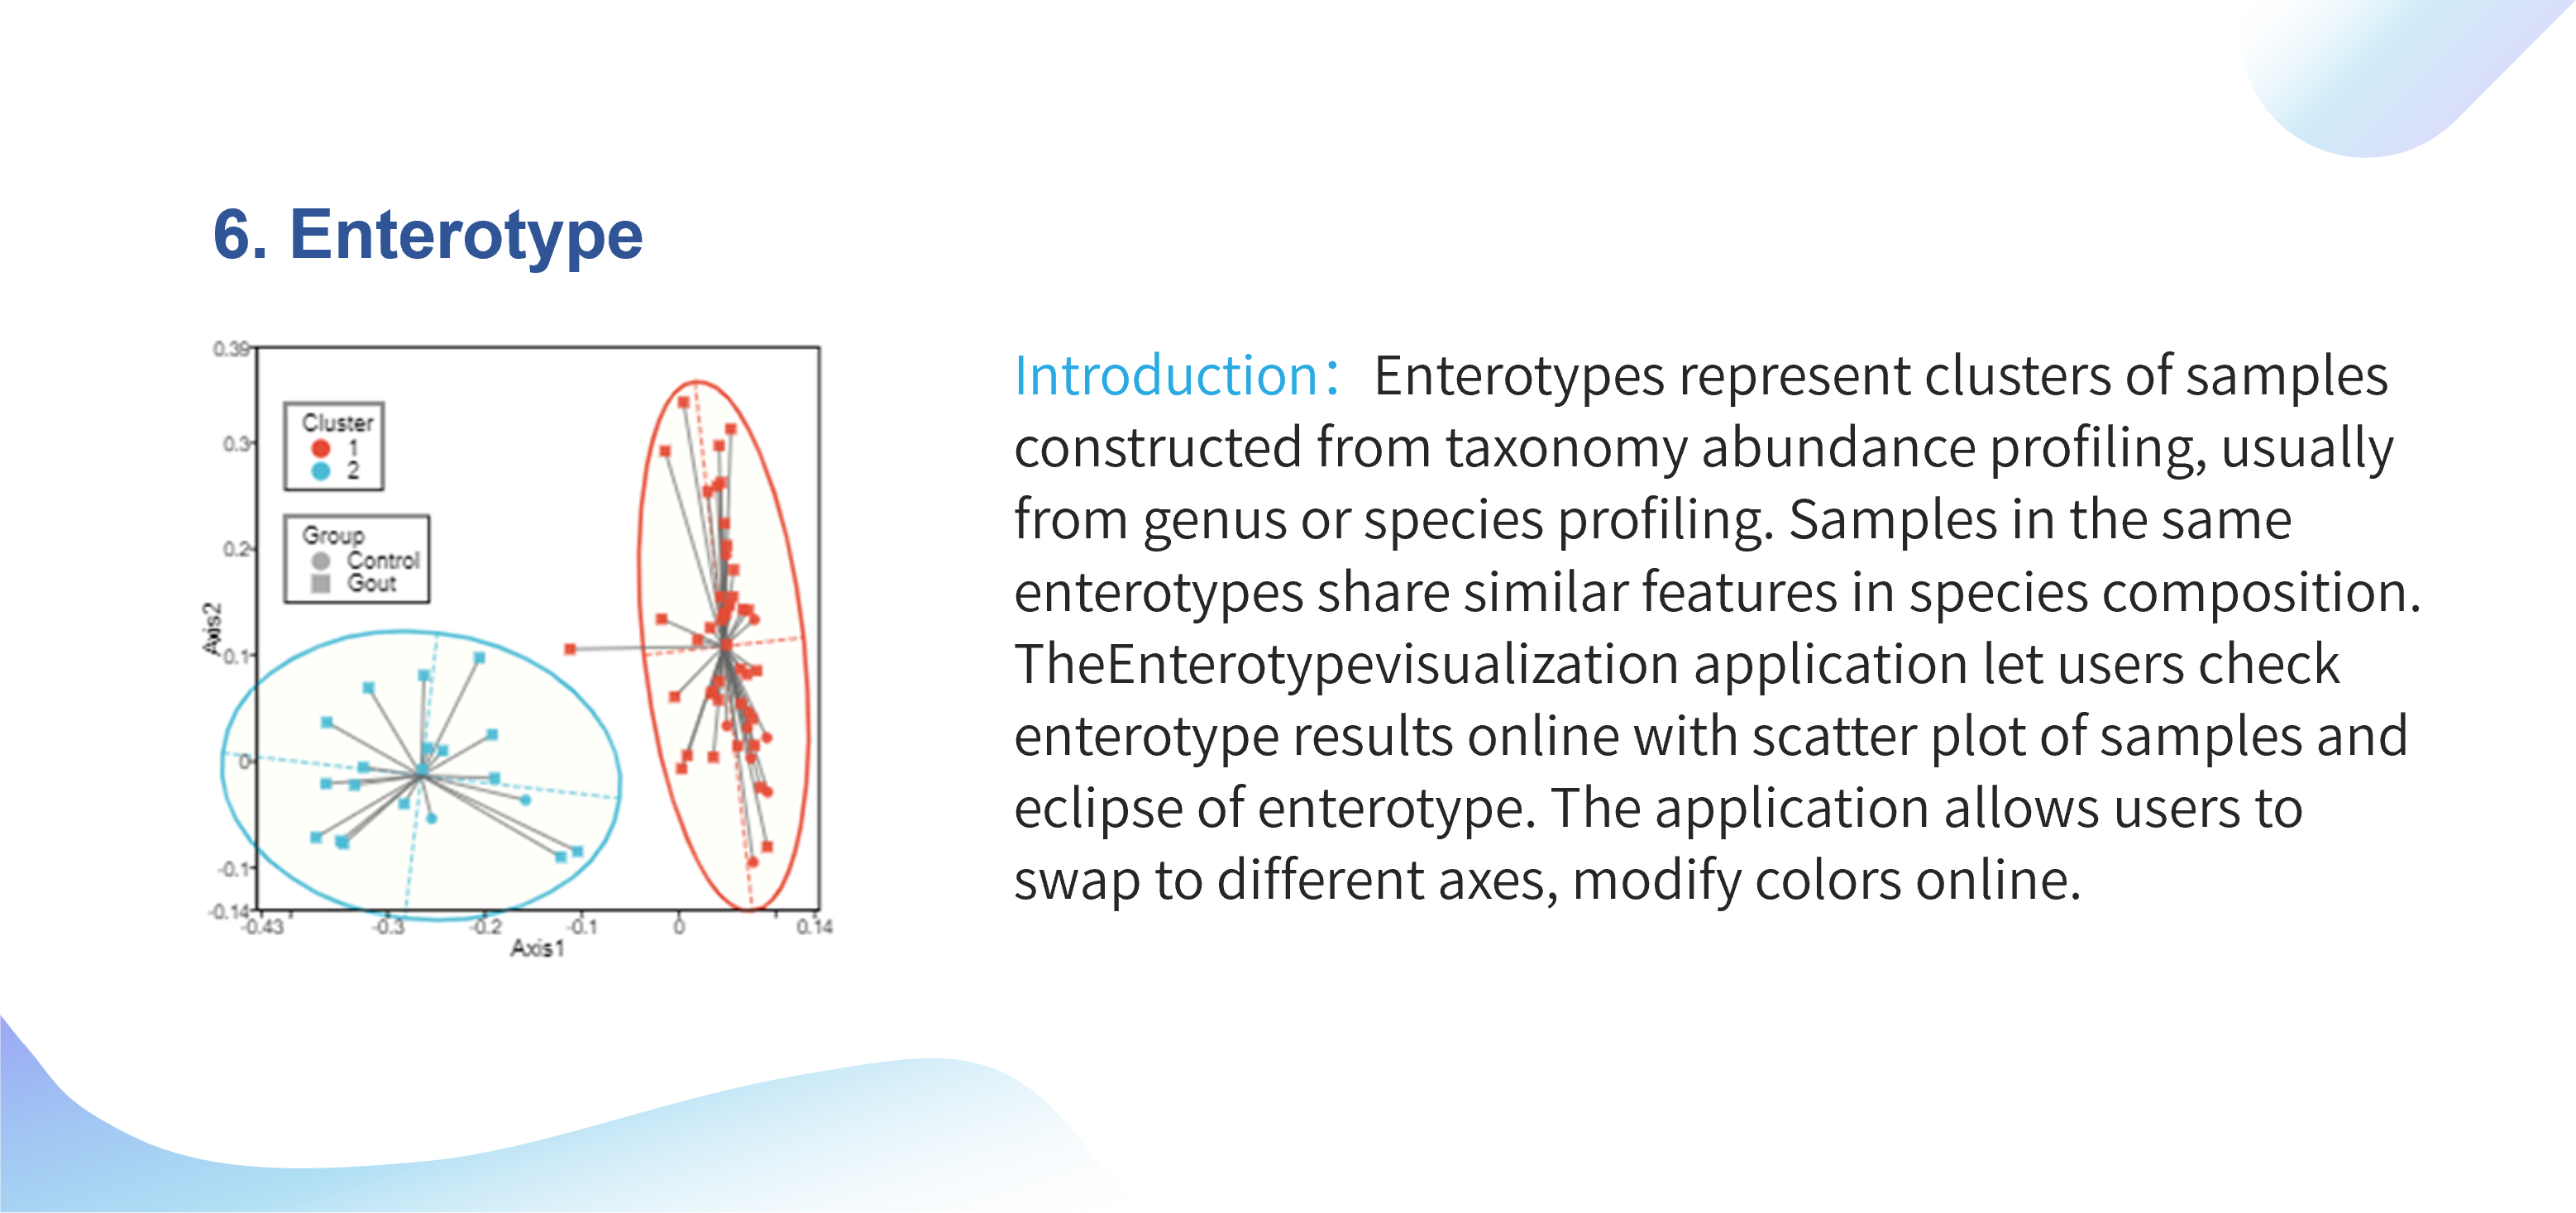 6. Enterotype
0.39
0.3
0.2
0.1
0
-0.1
-0.14
Axis2
Cluster
1
2
Group
Control
Gout
-0.43
-0.3
-0.2
-0.1
0
0.14
Axis1
Introduction： Enterotypes represent clusters of samples
constructed from taxonomy abundance profiling, usually
from genus or species profiling. Samples in the same
enterotypes share similar features in species composition.
TheEnterotypevisualization application let users check
enterotype results online with scatter plot of samples and
eclipse of enterotype. The application allows users to
swap to different axes, modify colors online.